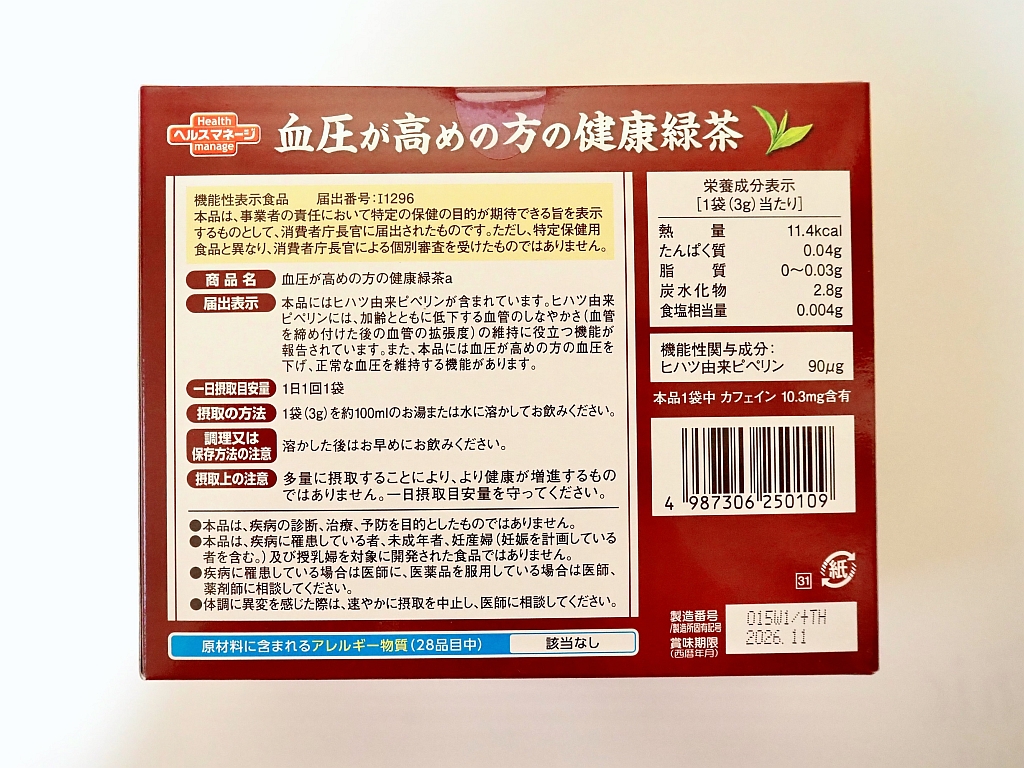 Health
ヘルスマネージ
manage
血圧が高めの方の健康緑茶
機能性表示食品 届出番号:I1296
本品は、事業者の責任において特定の保健の目的が期待できる旨を表示
するものとして、消費者庁長官に届出されたものです。ただし、特定保健用
食品と異なり、消費者庁長官による個別審査を受けたものではありません。
商品名 血圧が高めの方の健康緑茶a
届出表示 本品にはヒハツ由来ピペリンが含まれています。ヒハツ由来
ピペリンには、加齢とともに低下する血管のしなやかさ(血管
を締め付けた後の血管の拡張度)の維持に役立つ機能が
報告されています。また、本品には血圧が高めの方の血圧を
下げ、正常な血圧を維持する機能があります。
一日摂取目安量 1日1回1袋
摂取の方法 1袋(3g)を約100mlのお湯または水に溶かしてお飲みください。
調理又は
保存方法の注意 溶かした後はお早めにお飲みください。
摂取上の注意 多量に摂取することにより、より健康が増進するもの
ではありません。一日摂取目安量を守ってください。
●本品は、疾病の診断、治療、予防を目的としたものではありません。
●本品は、疾病に罹患している者、未成年者、妊産婦(妊娠を計画している
者を含む。)及び授乳婦を対象に開発された食品ではありません。
●疾病に罹患している場合は医師に、医薬品を服用している場合は医師、
薬剤師に相談してください。
●体調に異変を感じた際は、速やかに摂取を中止し、医師に相談してください。
原材料に含まれるアレルギー物質(28品目中) 該当なし
栄養成分表示
[1袋(3g)当たり]
熱量 11.4kcal
たんぱく質 0.04g
脂質 0〜0.03g
炭水化物 2.8g
食塩相当量 0.004g
機能性関与成分:
ヒハツ由来ピペリン 90μg
本品1袋中 カフェイン 10.3mg含有
4 987306 250109
31
紙
製造番号
/製造所固有記号
015W1/+TH
賞味期限
(西暦年月)
2026.11